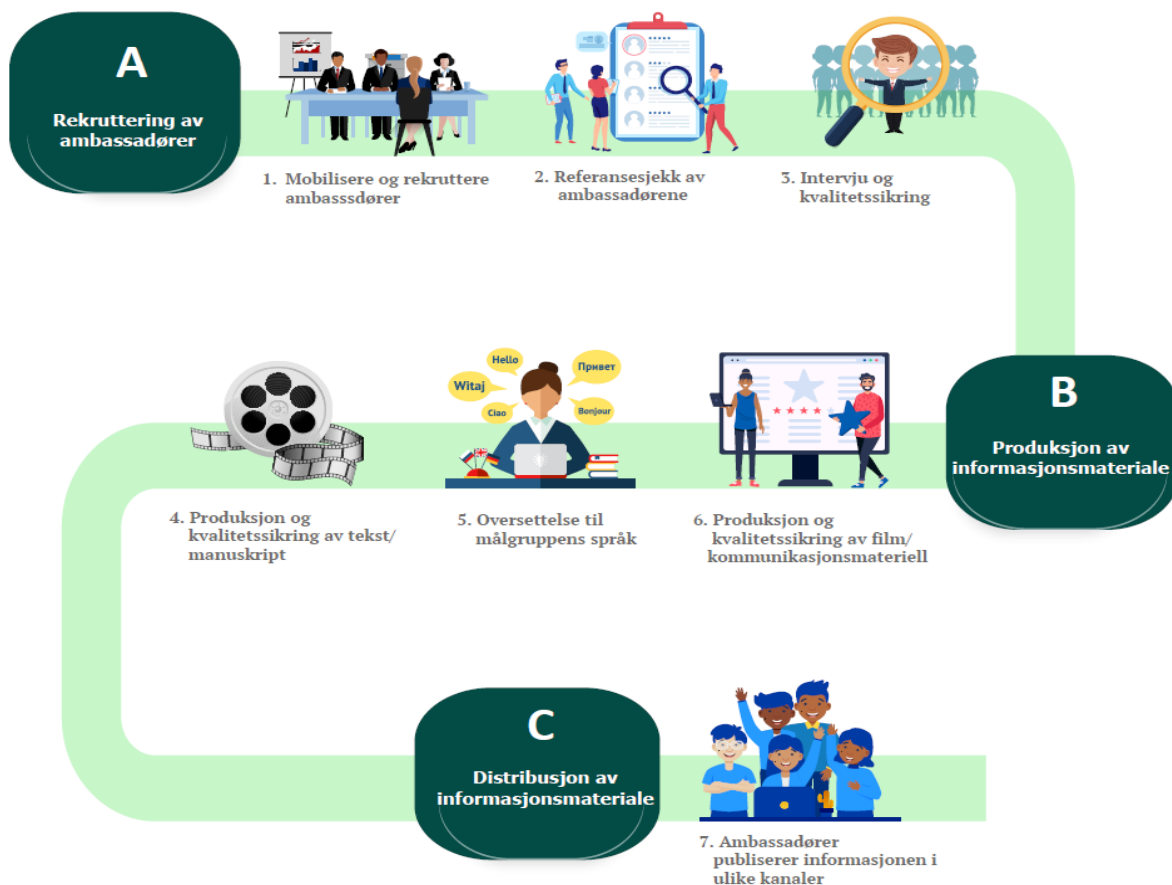 A
Rekruttering av
ambassadører
1. Mobilisere og rekruttere
ambasssdører
2. Referansesjekk av
ambassadørene
3. Intervju og
kvalitetssikring
B
Produksjon av
informasjonsmateriale
Hello
Привет
Witaj
Ciao
Bonjour
4. Produksjon og
kvalitetssikring av tekst/
manuskript
5. Oversettelse til
målgruppens språk
6. Produksjon og
kvalitetssikring av film/
kommunikasjonsmateriell
C
Distribusjon av
informasjonsmateriale
7. Ambassadører
publiserer informasjonen i
ulike kanaler